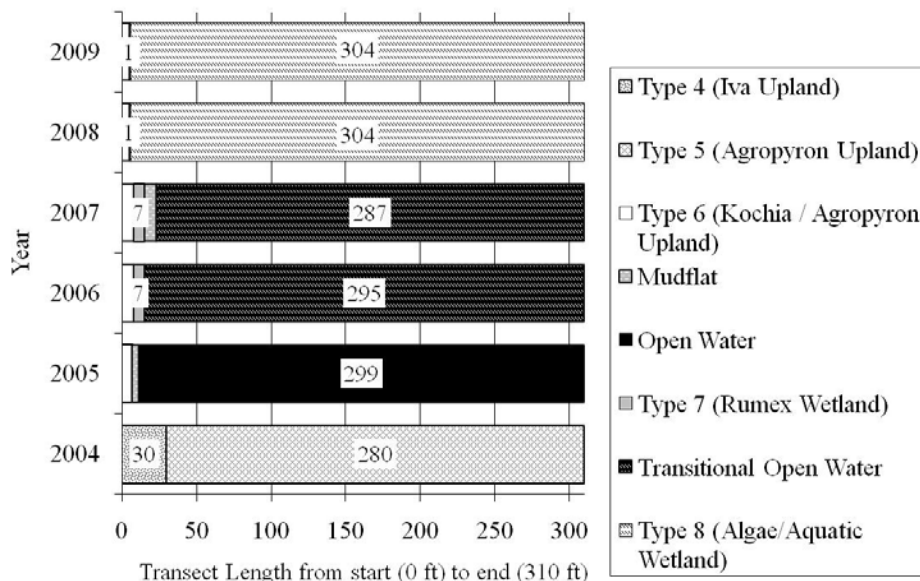 2009
1
304
2008
1
304
2007
7
287
2006
7
295
2005
299
2004
30
280
Year
0 50 100 150 200 250 300
Transect Length from start (0 ft) to end (310 ft)
Type 4 (Iva Upland)
Type 5 (Agropyron Upland)
Type 6 (Kochia / Agropyron
Upland)
Mudflat
Open Water
Type 7 (Rumex Wetland)
Transitional Open Water
Type 8 (Algae/Aquatic
Wetland)